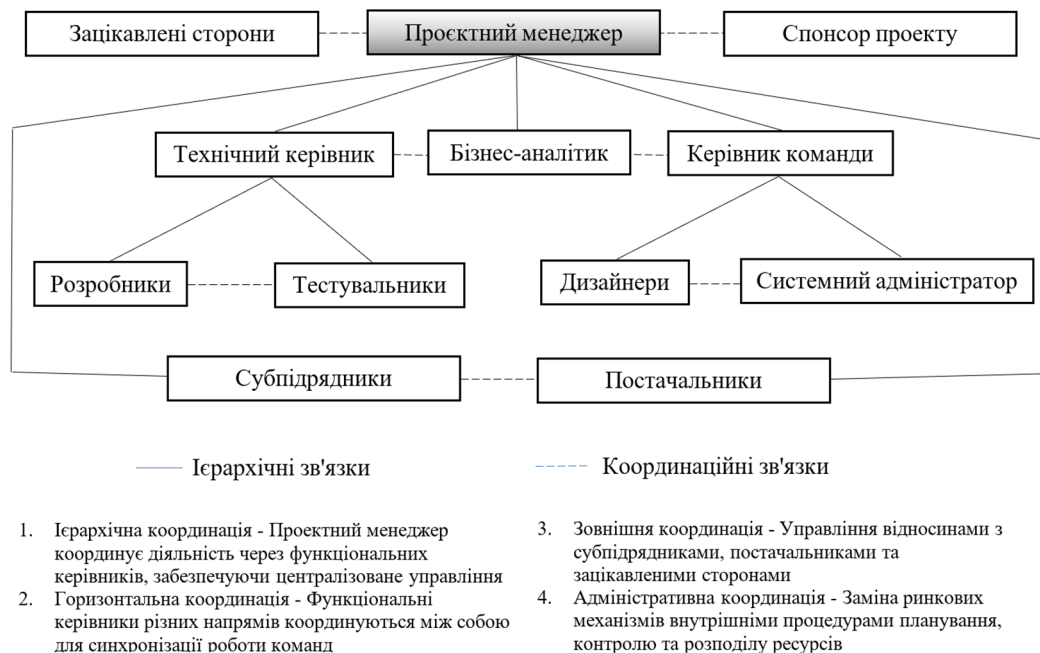 Зацікавлені сторони
Проєктний менеджер
Спонсор проекту
Технічний керівник
Бізнес-аналітик
Керівник команди
Розробники
Тестувальники
Дизайнери
Системний адміністратор
Субпідрядники
Постачальники
Ієрархічні зв'язки
Координаційні зв'язки
1. Ієрархічна координація - Проектний менеджер
координує діяльність через функціональних
керівників, забезпечуючи централізоване управління
2. Горизонтальна координація - Функціональні
керівники різних напрямів координуються між собою
для синхронізації роботи команд
3. Зовнішня координація - Управління відносинами з
субпідрядниками, постачальниками та
зацікавленими сторонами
4. Адміністративна координація - Заміна ринкових
механізмів внутрішніми процедурами планування,
контролю та розподілу ресурсів